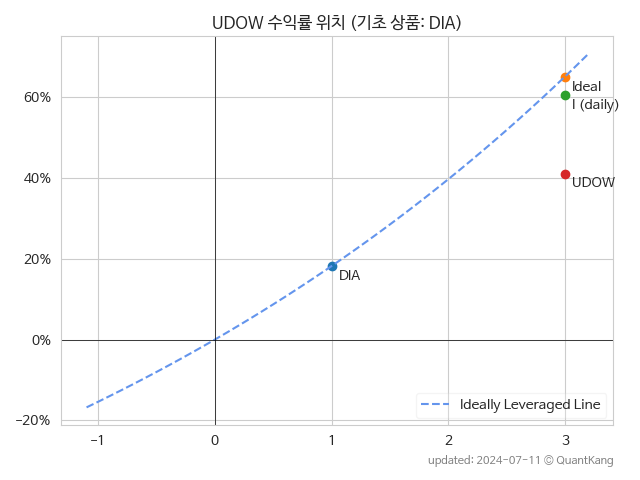 UDOW 수익률 위치 (기초 상품: DIA)
60%
40%
20%
0%
−20%
Ideal
I (daily)
UDOW
DIA
Ideally Leveraged Line
−1
0
1
2
3
updated: 2024-07-11 © QuantKang